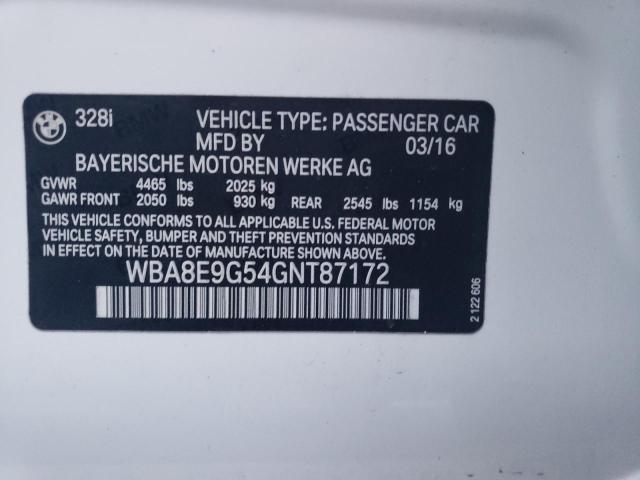 BMW
328i VEHICLE TYPE: PASSENGER CAR
MFD BY 03/16
BAYERISCHE MOTOREN WERKE AG
GVWR 4465 lbs 2025 kg
GAWR FRONT 2050 lbs 930 kg REAR 2545 lbs 1154 kg
THIS VEHICLE CONFORMS TO ALL APPLICABLE U.S. FEDERAL MOTOR
VEHICLE SAFETY, BUMPER, AND THEFT PREVENTION STANDARDS
IN EFFECT ON THE DATE OF MANUFACTURE SHOWN ABOVE.
WBA8E9G54GNT87172
2 122 606